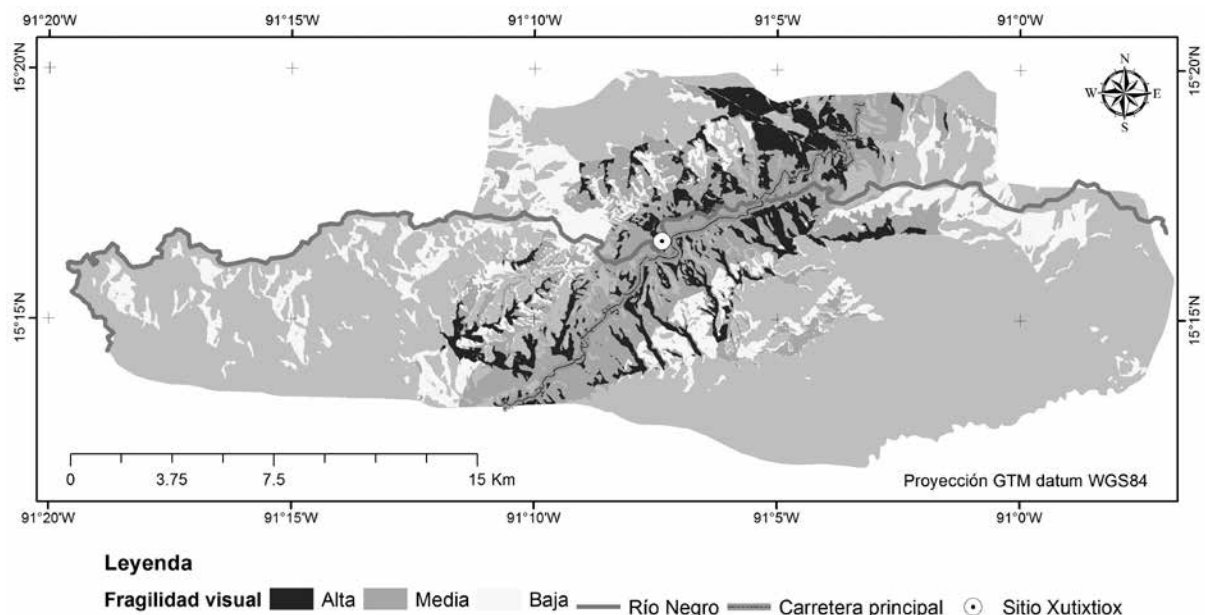 91°20'W 91°15'W 91°10'W 91°5'W 91°0'W
15°20'N 15°20'N
N
W E
S
15°15'N 15°15'N
0 3.75 7.5 15 Km
Proyección GTM datum WGS84
91°20'W 91°15'W 91°10'W 91°5'W 91°0'W
Leyenda
Fragilidad visual Alta Media Baja Río Negro Carretera principal Sitio Xutixtiox